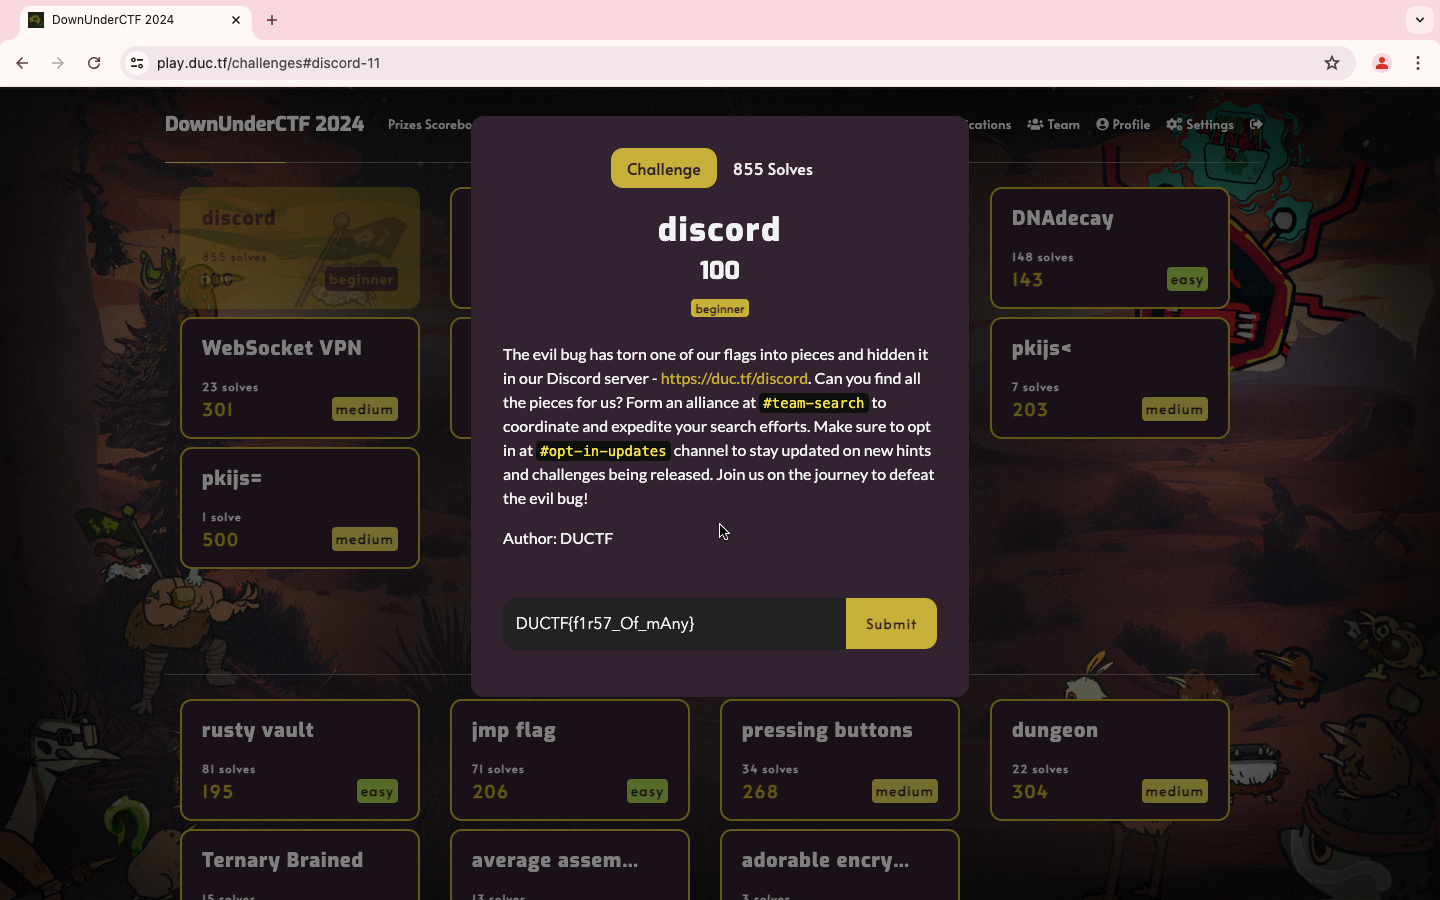 DownUnderCTF 2024
play.duc.tf/challenges#discord-11
DownUnderCTF 2024
Prizes
Team
Profile
Settings
Challenge
855 Solves
discord
100
beginner
The evil bug has torn one of our flags into pieces and hidden it
in our Discord server - https://duc.tf/discord. Can you find all
the pieces for us? Form an alliance at #team-search to
coordinate and expedite your search efforts. Make sure to opt
in at #opt-in-updates channel to stay updated on new hints
and challenges being released. Join us on the journey to defeat
the evil bug!
Author: DUCTF
DUCTF{f1r57_Of_mAny}
Submit
discord
855 solves
100
beginner
DNAdecay
148 solves
143
easy
WebSocket VPN
23 solves
301
medium
pkijs<
7 solves
203
medium
pkijs=
1 solve
500
medium
rusty vault
81 solves
195
easy
jmp flag
71 solves
206
easy
pressing buttons
34 solves
268
medium
dungeon
22 solves
304
medium
Ternary Brained
15 solves
average assem...
13 solves
adorable encry...
3 solves